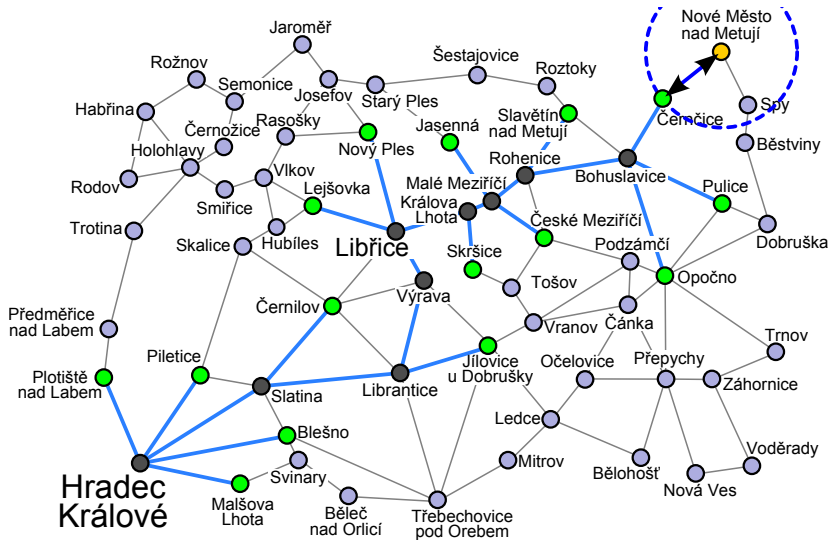 Nové Město
nad Metují
Jaroměř
Rožnov
Šestajovice
Semonice
Roztoky
Josefov
Starý Ples
Habřina
Spy
Černčice
Slavětín
nad Metují
Rasošky
Jasenná
Černožice
Nový Ples
Běstviny
Holohlavy
Rohenice
Vlkov
Bohuslavice
Malé Meziříčí
Rodov
Lejšovka
Pulice
Králova
Lhota
Smiřice
České Meziříčí
Trotina
Hubíles
Libřice
Podzámčí
Dobruška
Skalice
Skršice
Opočno
Tošov
Výrava
Černilov
Předměřice
nad Labem
Čánka
Vranov
Trnov
Piletice
Jílovice
u Dobrušky
Očelovice
Přepychy
Plotiště
nad Labem
Slatina
Librantice
Záhornice
Ledce
Blešno
Voděrady
Mitrov
Bělohošť
Svinary
Nová Ves
Hradec
Králové
Malšova
Lhota
Běleč
nad Orlicí
Třebechovice
pod Orebem